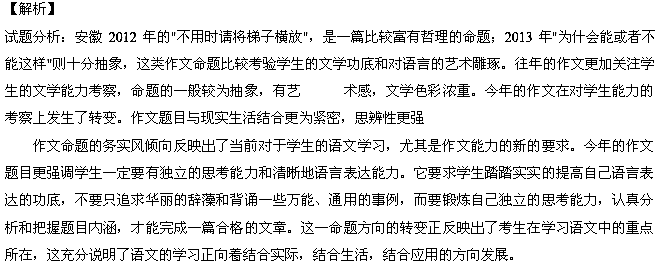 【解析】
试题分析：安徽 2012 年的"不用时请将梯子横放"，是一篇比较富有哲理的命题；2013 年"为什会能或者不
能这样"则十分抽象，这类作文命题比较考验学生的文学功底和对语言的艺术雕琢。往年的作文更加关注学
生的文学能力考察，命题的一般较为抽象，有艺 术感，文学色彩浓重。今年的作文在对学生能力的
考察上发生了转变。作文题目与现实生活结合更为紧密，思辨性更强
作文命题的务实风倾向反映出了当前对于学生的语文学习，尤其是作文能力的新的要求。今年的作文
题目更强调学生一定要有独立的思考能力和清晰地语言表达能力。它要求学生踏踏实实的提高自己语言表
达的功底，不要只追求华丽的辞藻和背诵一些万能、通用的事例，而要锻炼自己独立的思考能力，认真分
析和把握题目内涵，才能完成一篇合格的文章。这一命题方向的转变正反映出了考生在学习语文中的重点
所在，这充分说明了语文的学习正向着结合实际，结合生活，结合应用的方向发展。